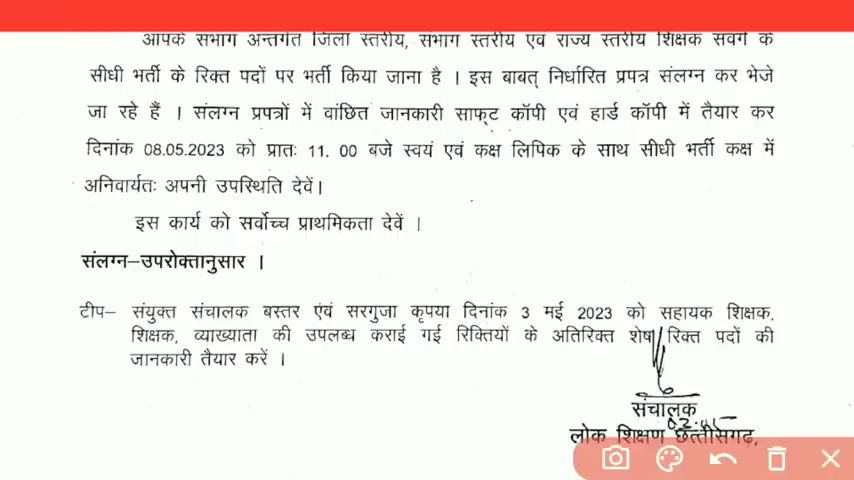 आपके संभाग अन्तर्गत जिला स्तरीय, संभाग स्तरीय एवं राज्य स्तरीय शिक्षक संवर्ग के
सीधी भर्ती के रिक्त पदों पर भर्ती किया जाना है । इस बाबत् निर्धारित प्रपत्र संलग्न कर भेजे
जा रहे हैं । संलग्न प्रपत्रों में वांछित जानकारी साफ्ट कॉपी एवं हार्ड कॉपी में तैयार कर
दिनांक 08.05.2023 को प्रातः 11. 00 बजे स्वयं एवं कक्ष लिपिक के साथ सीधी भर्ती कक्ष में
अनिवार्यतः अपनी उपस्थिति देवें।
इस कार्य को सर्वोच्च प्राथमिकता देवें ।
संलग्न–उपरोक्तानुसार ।
टीप– संयुक्त संचालक बस्तर एंवं सरगुजा कृपया दिनांक 3 मई 2023 को सहायक शिक्षक,
शिक्षक, व्याख्याता की उपलब्ध कराई गई रिक्तियों के अतिरिक्त शेष रिक्त पदों की
जानकारी तैयार करें ।
संचालक
लोक शिक्षण छत्तीसगढ़,